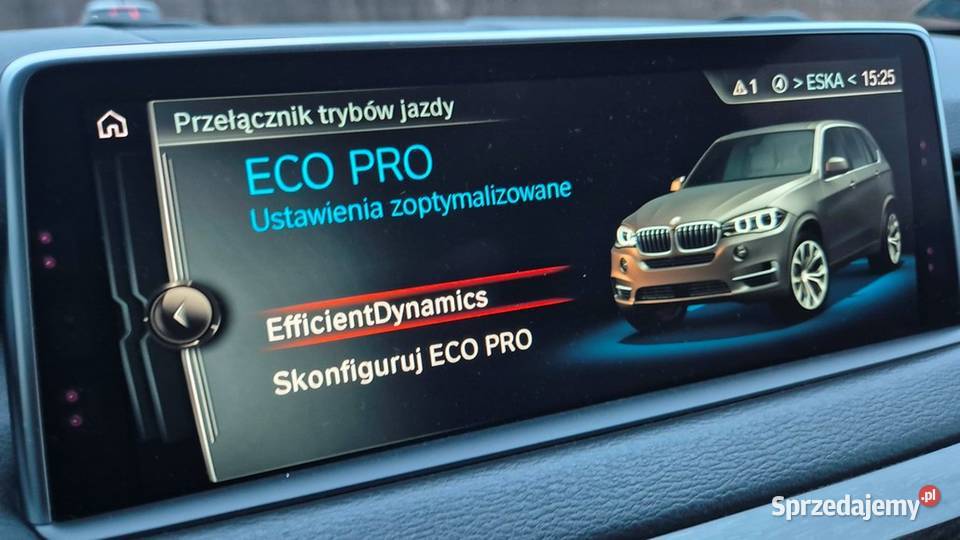 1 > ESKA < 15:25
Przełącznik trybów jazdy
ECO PRO
Ustawienia zoptymalizowane
EfficientDynamics
Skonfiguruj ECO PRO
Sprzedajemy.pl